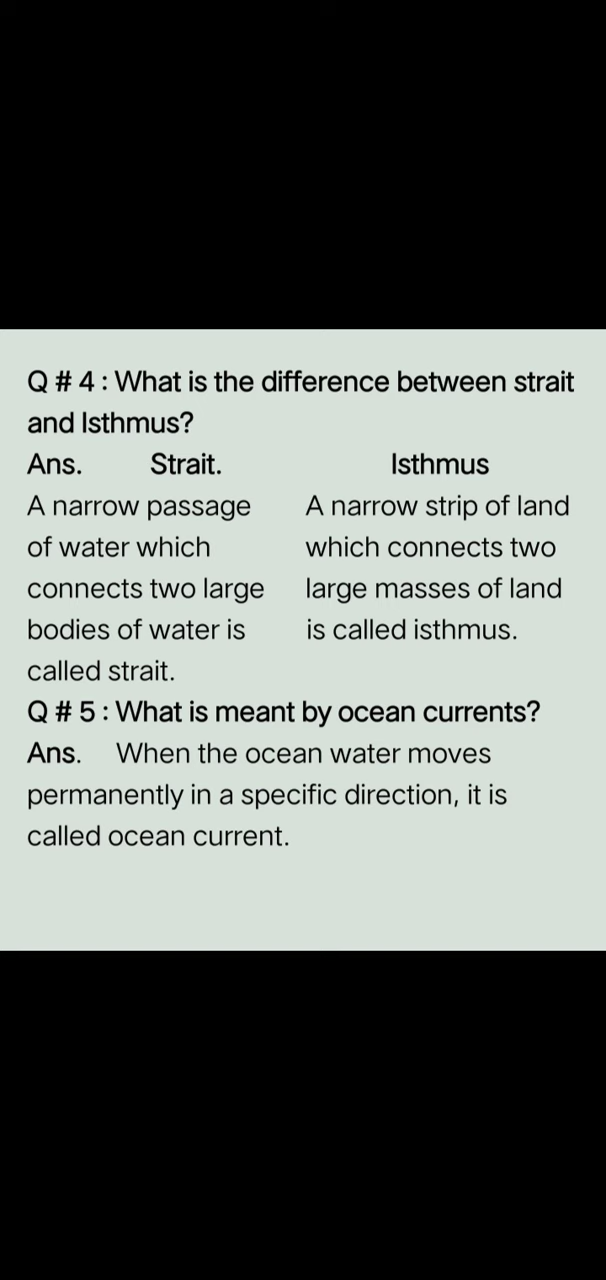 Q # 4 : What is the difference between strait
and Isthmus?
Ans. Strait. Isthmus
A narrow passage A narrow strip of land
of water which which connects two
connects two large large masses of land
bodies of water is is called isthmus.
called strait.
Q # 5 : What is meant by ocean currents?
Ans. When the ocean water moves
permanently in a specific direction, it is
called ocean current.